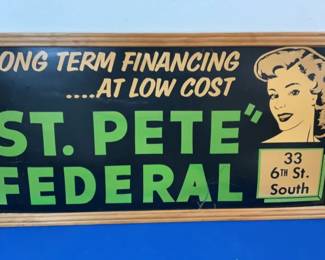 ONG TERM FINANCING
....AT LOW COST
ST. PETE"
FEDERAL
33
6TH St.
South